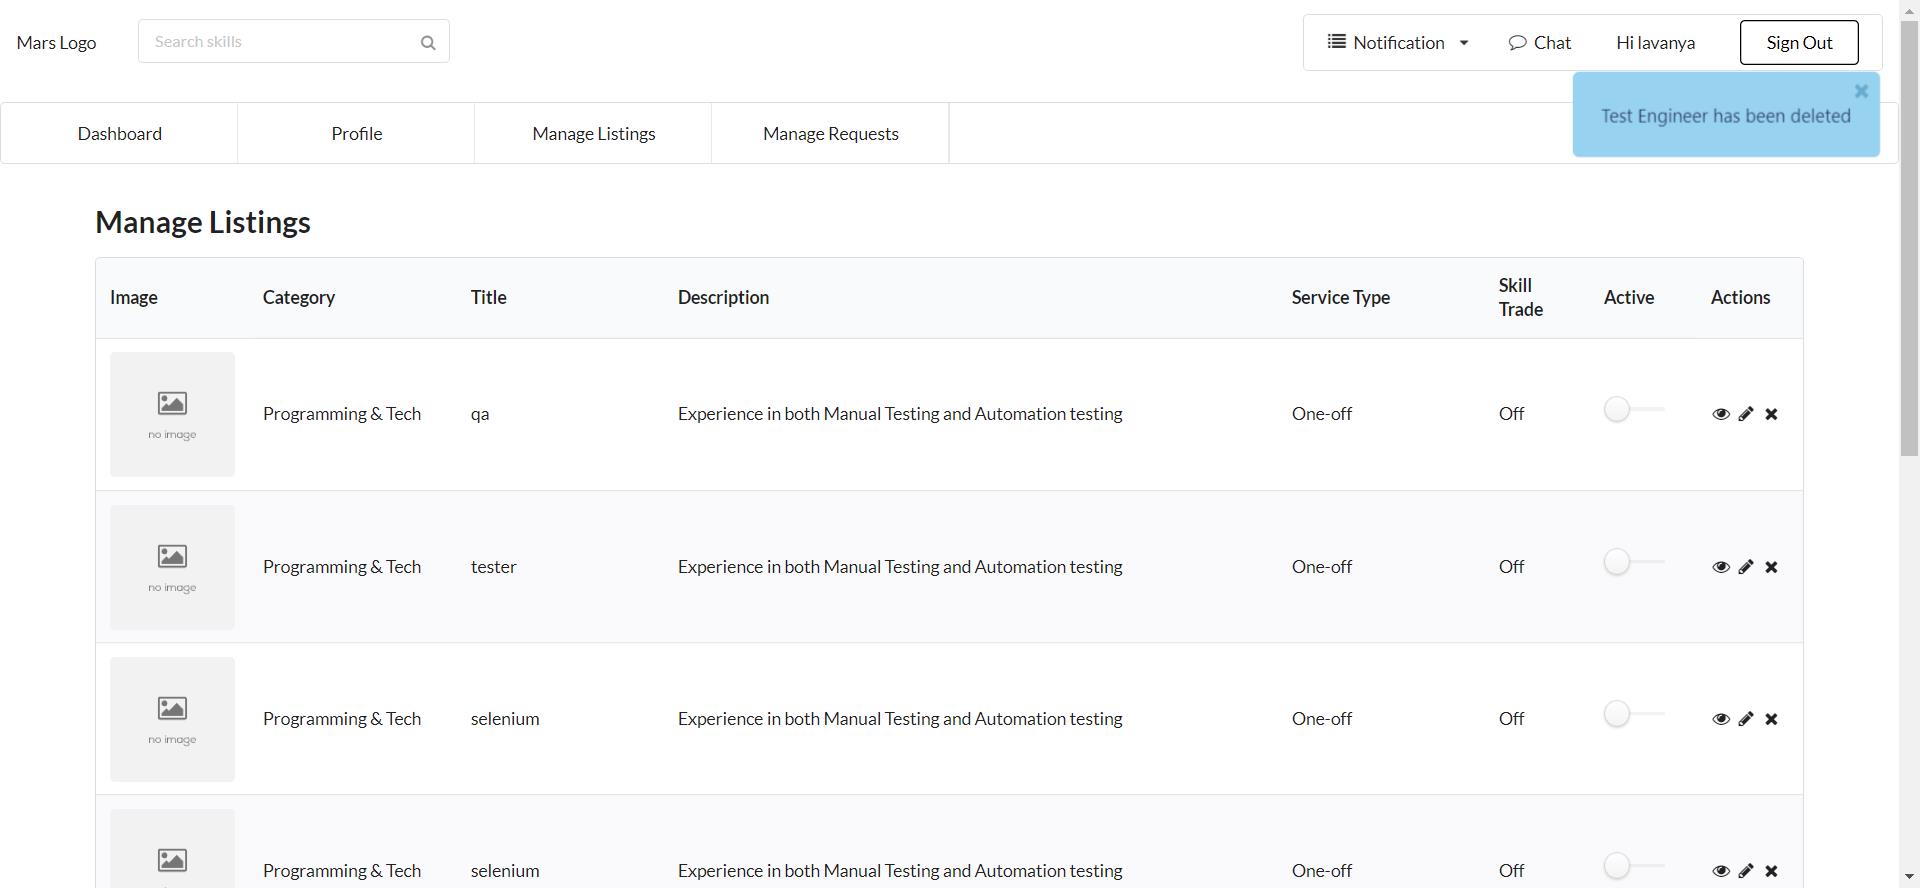 Mars Logo
Search skills
Notification
Chat
Hi lavanya
Sign Out
Test Engineer has been deleted
Dashboard
Profile
Manage Listings
Manage Requests
Manage Listings
Image Category Title Description Service Type Skill Trade Active Actions
no image
Programming & Tech qa Experience in both Manual Testing and Automation testing One-off Off
no image
Programming & Tech tester Experience in both Manual Testing and Automation testing One-off Off
no image
Programming & Tech selenium Experience in both Manual Testing and Automation testing One-off Off
Programming & Tech selenium Experience in both Manual Testing and Automation testing One-off Off